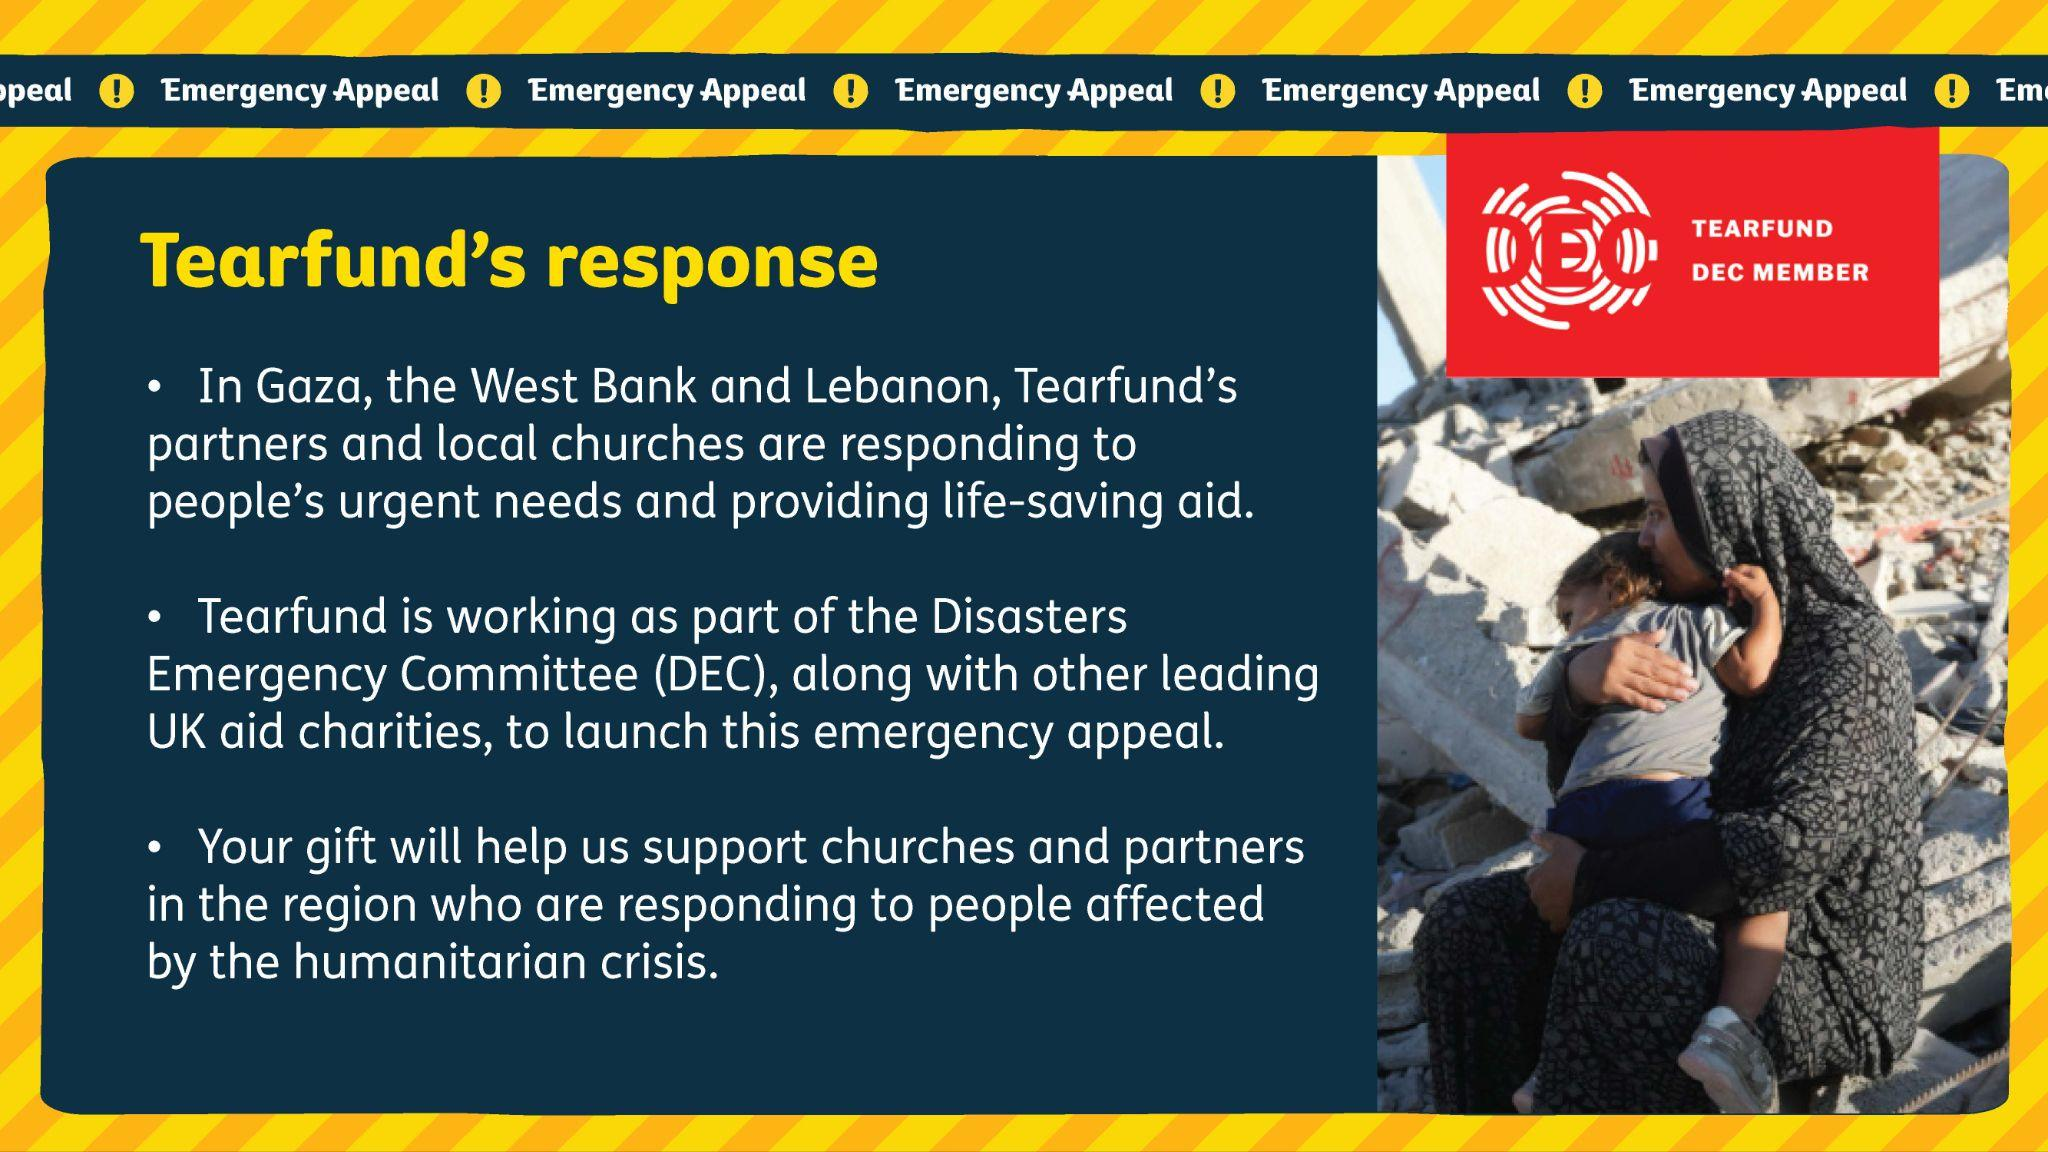 ppeal ! Emergency Appeal ! Emergency Appeal ! Emergency Appeal ! Emergency Appeal ! Emergency Appeal ! Eme
DEC
TEARFUND
DEC MEMBER
Tearfund’s response
• In Gaza, the West Bank and Lebanon, Tearfund’s
partners and local churches are responding to
people’s urgent needs and providing life-saving aid.
• Tearfund is working as part of the Disasters
Emergency Committee (DEC), along with other leading
UK aid charities, to launch this emergency appeal.
• Your gift will help us support churches and partners
in the region who are responding to people affected
by the humanitarian crisis.